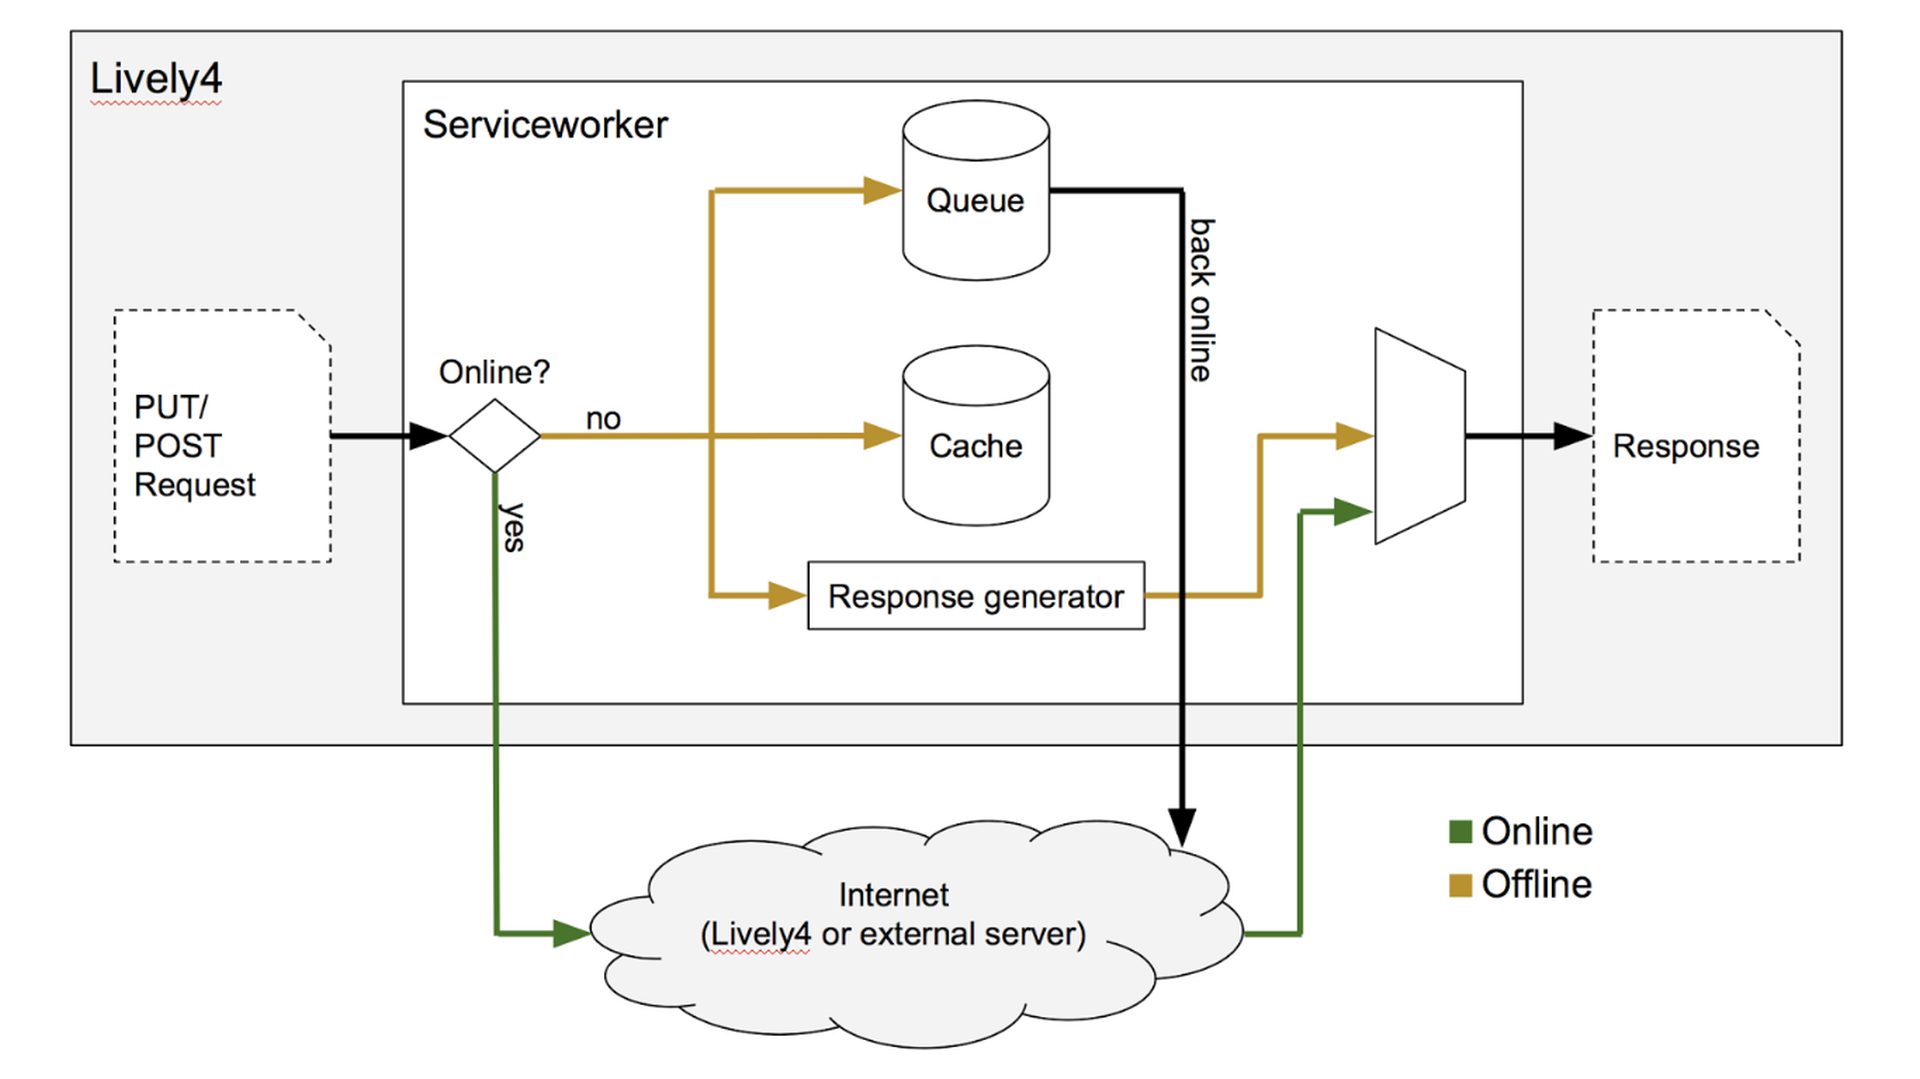 Lively4
Serviceworker
Queue
back online
PUT/
POST
Request
Online?
no
yes
Cache
Response generator
Response
Internet
(Lively4 or external server)
Online
Offline